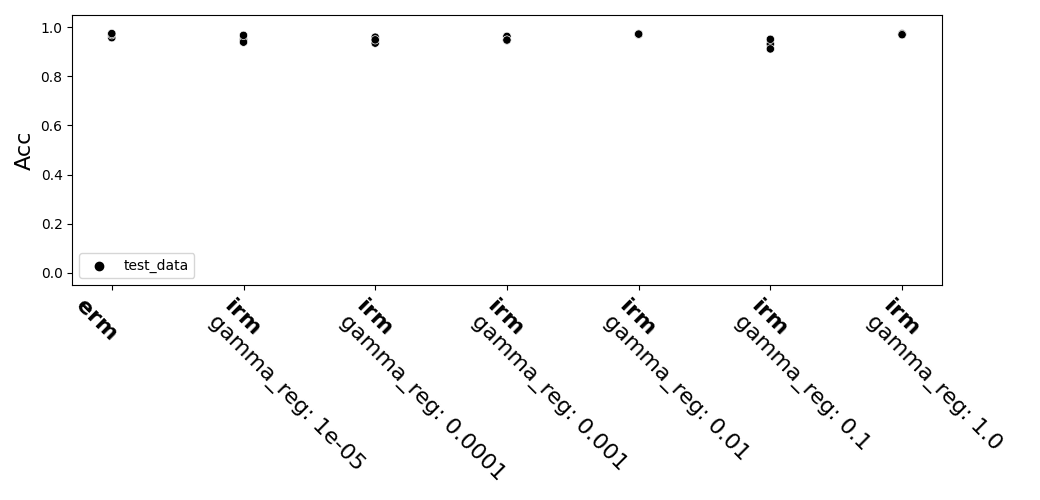 1.0
0.8
0.6
0.4
0.2
0.0
Acc
test_data
erm
irm
gamma_reg: 1e-05
irm
gamma_reg: 0.0001
irm
gamma_reg: 0.001
irm
gamma_reg: 0.01
irm
gamma_reg: 0.1
irm
gamma_reg: 1.0